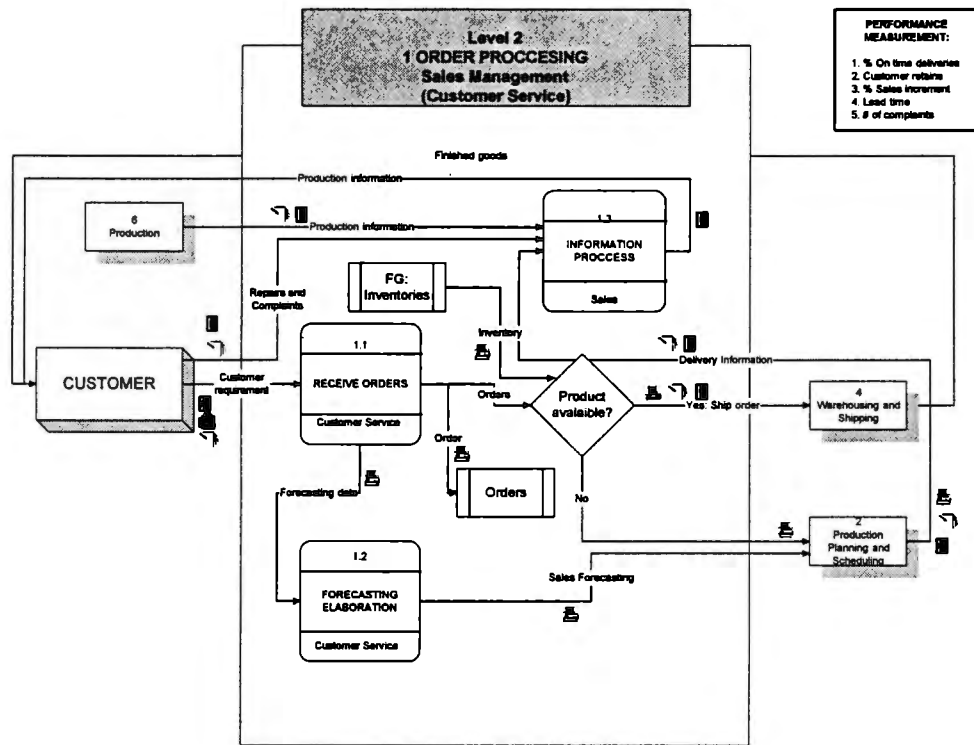 Level 2
1 ORDER PROCCESING
Sales Management
(Customer Service)
PERFORMANCE
MEASUREMENT:
1. % On time deliveries
2. Customer retains
3. % Sales increment
4. Lead time
5. # of complaints
Finished goods
Production information
6
Production
Production information
1.3
INFORMATION
PROCCESS
Sales
FG:
Inventories
Repairs and
Complaints
Inventory
1.1
RECEIVE ORDERS
Customer Service
CUSTOMER
Customer
requirement
Orders
Product
avalaible?
Delivery Information
Yes: Ship order
4
Warehousing and
Shipping
Order
Orders
No
Forecasting data
2
Production
Planning and
Scheduling
1.2
FORECASTING
ELABORATION
Customer Service
Sales Forecasting